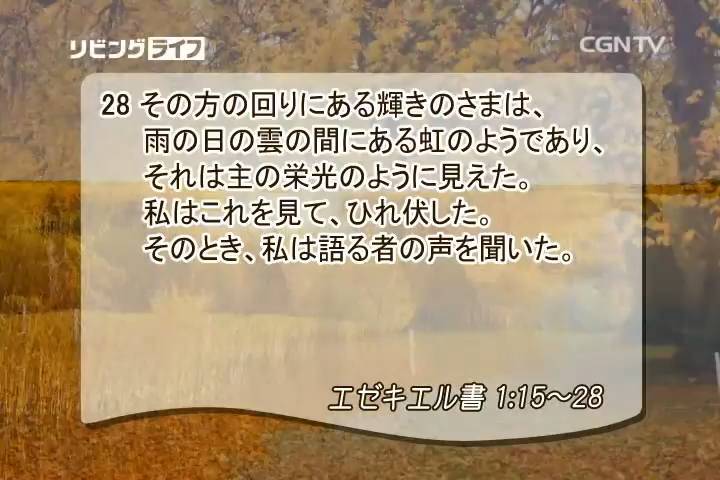 リビングライフ
CGNTV
28 その方の回りにある輝きのさまは、
雨の日の雲の間にある虹のようであり、
それは主の栄光のように見えた。
私はこれを見て、ひれ伏した。
そのとき、私は語る者の声を聞いた。
エゼキエル書 1:15～28